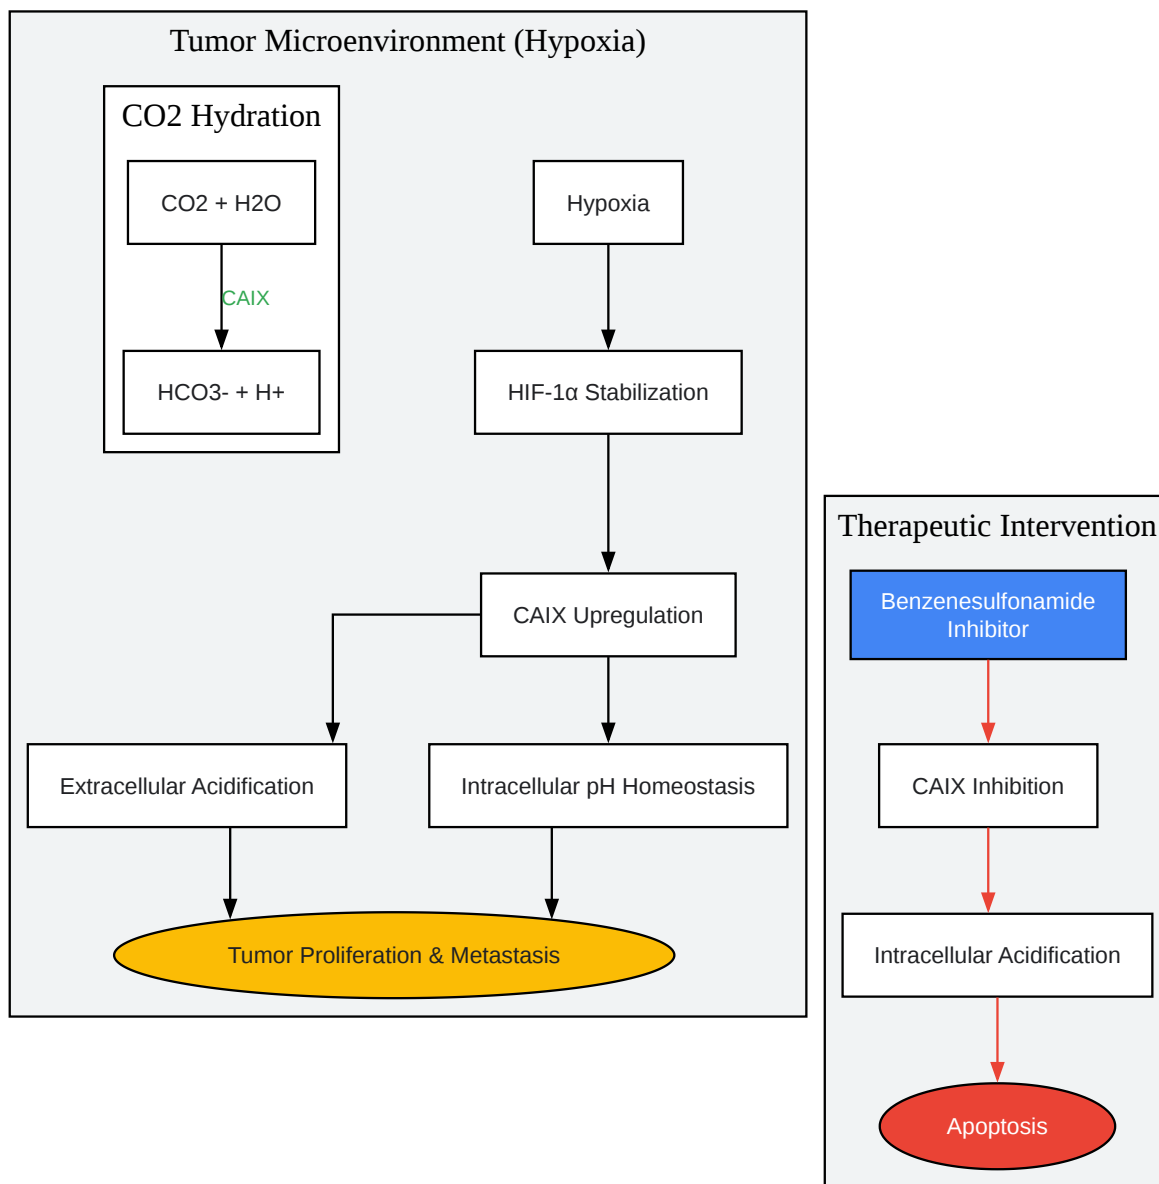 Tumor Microenvironment (Hypoxia)
CO2 Hydration
CO2 + H2O
CAIX
HCO3- + H+
Hypoxia
HIF-1α Stabilization
CAIX Upregulation
Extracellular Acidification
Intracellular pH Homeostasis
Tumor Proliferation & Metastasis
Therapeutic Intervention
Benzenesulfonamide
Inhibitor
CAIX Inhibition
Intracellular Acidification
Apoptosis